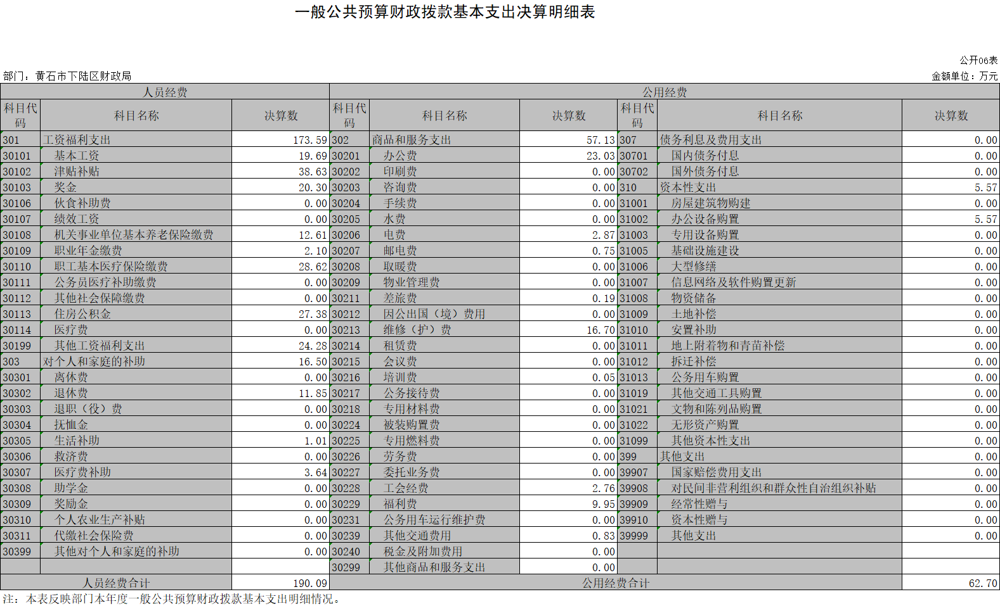 一般公共预算财政拨款基本支出决算明细表
公开06表
部门：黄石市下陆区财政局 金额单位：万元
人员经费 公用经费
科目代码 科目名称 决算数 科目代码 科目名称 决算数 科目代码 科目名称 决算数
301 工资福利支出 173.59 302 商品和服务支出 57.13 307 债务利息及费用支出 0.00
30101 基本工资 19.69 30201 办公费 23.03 30701 国内债务付息 0.00
30102 津贴补贴 38.63 30202 印刷费 0.00 30702 国外债务付息 0.00
30103 奖金 20.30 30203 咨询费 0.00 310 资本性支出 5.57
30106 伙食补助费 0.00 30204 手续费 0.00 31001 房屋建筑物购建 0.00
30107 绩效工资 0.00 30205 水费 0.00 31002 办公设备购置 5.57
30108 机关事业单位基本养老保险缴费 12.61 30206 电费 2.87 31003 专用设备购置 0.00
30109 职业年金缴费 2.10 30207 邮电费 0.75 31005 基础设施建设 0.00
30110 职工基本医疗保险缴费 28.62 30208 取暖费 0.00 31006 大型修缮 0.00
30111 公务员医疗补助缴费 0.00 30209 物业管理费 0.00 31007 信息网络及软件购置更新 0.00
30112 其他社会保障缴费 0.00 30211 差旅费 0.19 31008 物资储备 0.00
30113 住房公积金 27.38 30212 因公出国（境）费用 0.00 31009 土地补偿 0.00
30114 医疗费 0.00 30213 维修（护）费 16.70 31010 安置补助 0.00
30199 其他工资福利支出 24.28 30214 租赁费 0.00 31011 地上附着物和青苗补偿 0.00
303 对个人和家庭的补助 16.50 30215 会议费 0.00 31012 拆迁补偿 0.00
30301 离休费 0.00 30216 培训费 0.05 31013 公务用车购置 0.00
30302 退休费 11.85 30217 公务接待费 0.00 31019 其他交通工具购置 0.00
30303 退职（役）费 0.00 30218 专用材料费 0.00 31021 文物和陈列品购置 0.00
30304 抚恤金 0.00 30224 被装购置费 0.00 31022 无形资产购置 0.00
30305 生活补助 1.01 30225 专用燃料费 0.00 31099 其他资本性支出 0.00
30306 救济费 0.00 30226 劳务费 0.00 399 其他支出 0.00
30307 医疗费补助 3.64 30227 委托业务费 0.00 39907 国家赔偿费用支出 0.00
30308 助学金 0.00 30228 工会经费 2.76 39908 对民间非营利组织和群众性自治组织补贴 0.00
30309 奖励金 0.00 30229 福利费 9.95 39909 经常性赠与 0.00
30310 个人农业生产补贴 0.00 30231 公务用车运行维护费 0.00 39910 资本性赠与 0.00
30311 代缴社会保险费 0.00 30239 其他交通费用 0.83 39999 其他支出 0.00
30399 其他对个人和家庭的补助 0.00 30240 税金及附加费用 0.00
30299 其他商品和服务支出 0.00
人员经费合计 190.09 公用经费合计 62.70
注：本表反映部门本年度一般公共预算财政拨款基本支出明细情况。